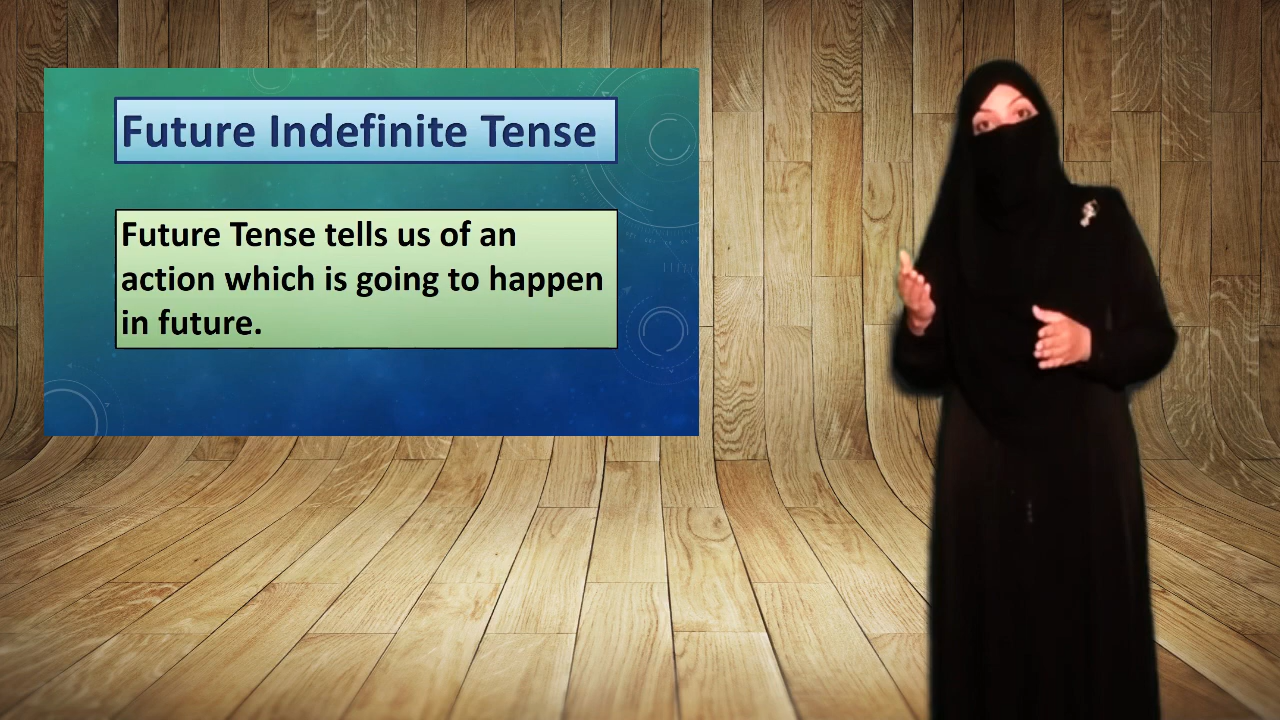 Future Indefinite Tense
Future Tense tells us of an
action which is going to happen
in future.